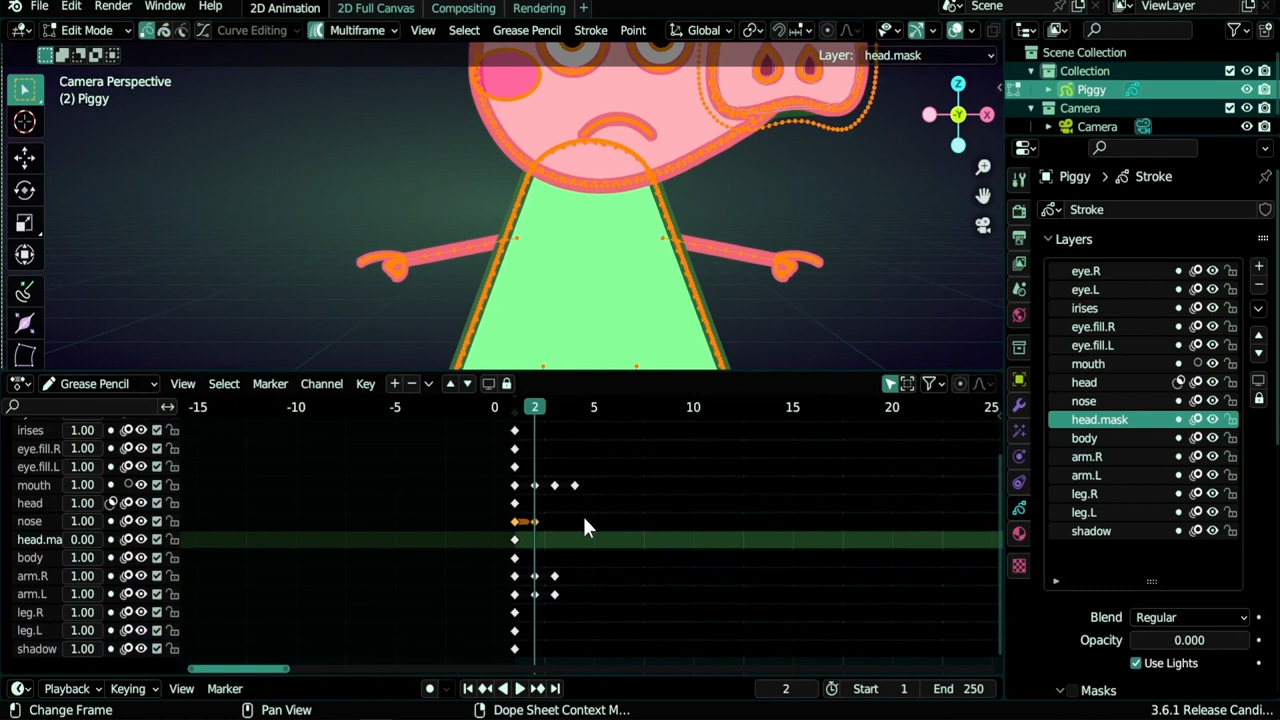 File Edit Render Window Help 2D Animation 2D Full Canvas Compositing Rendering + Scene ViewLayer
Edit Mode Curve Editing Multiframe View Select Grease Pencil Stroke Point Global
Layer: head.mask
Camera Perspective
(2) Piggy
Z
-Y
X
Scene Collection
Collection
Piggy
Camera
Camera
Piggy > Stroke
Stroke
Layers
eye.R
eye.L
irises
eye.fill.R
eye.fill.L
mouth
head
nose
head.mask
body
arm.R
arm.L
leg.R
leg.L
shadow
Blend Regular
Opacity 0.000
Use Lights
Masks
Grease Pencil View Select Marker Channel Key
-15 -10 -5 0 2 5 10 15 20 25
irises 1.00
eye.fill.R 1.00
eye.fill.L 1.00
mouth 1.00
head 1.00
nose 1.00
head.ma 0.00
body 1.00
arm.R 1.00
arm.L 1.00
leg.R 1.00
leg.L 1.00
shadow 1.00
Playback Keying View Marker 2 Start 1 End 250
Change Frame Pan View Dope Sheet Context M... 3.6.1 Release Candi...